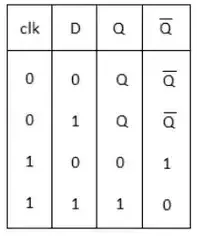 clk D Q Q̅
0 0 Q Q̅
0 1 Q Q̅
1 0 0 1
1 1 1 0